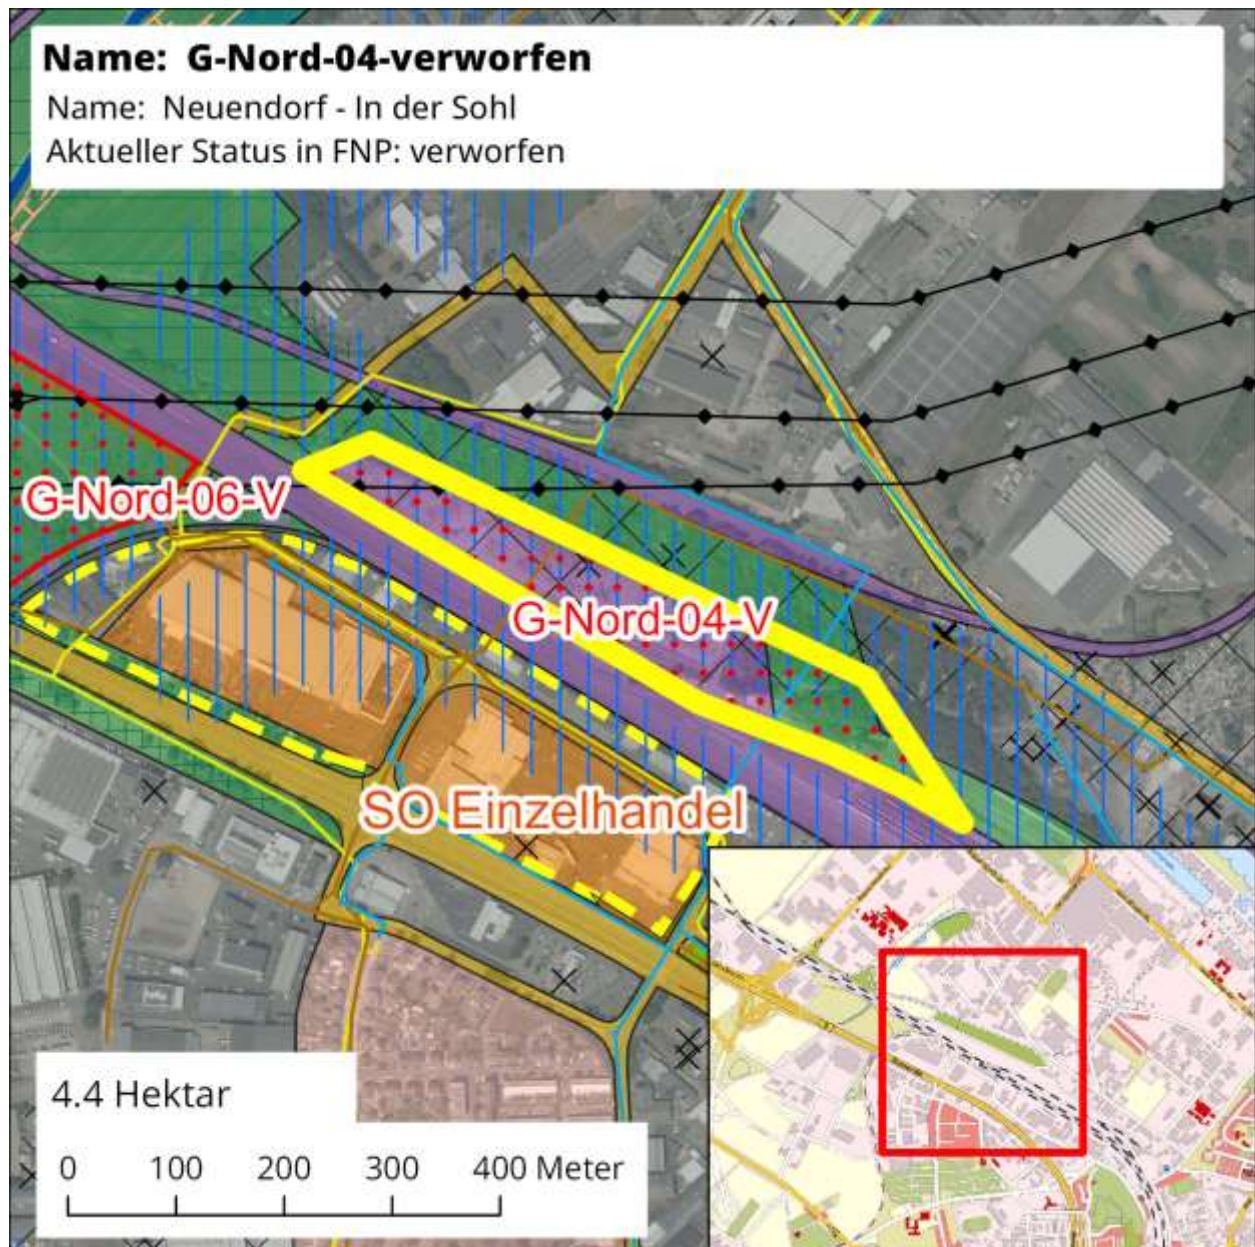 Name: G-Nord-04-verworfen
Name: Neuendorf - In der Sohl
Aktueller Status in FNP: verworfen
G-Nord-06-V
G-Nord-04-V
SO Einzelhandel
4.4 Hektar
0 100 200 300 400 Meter